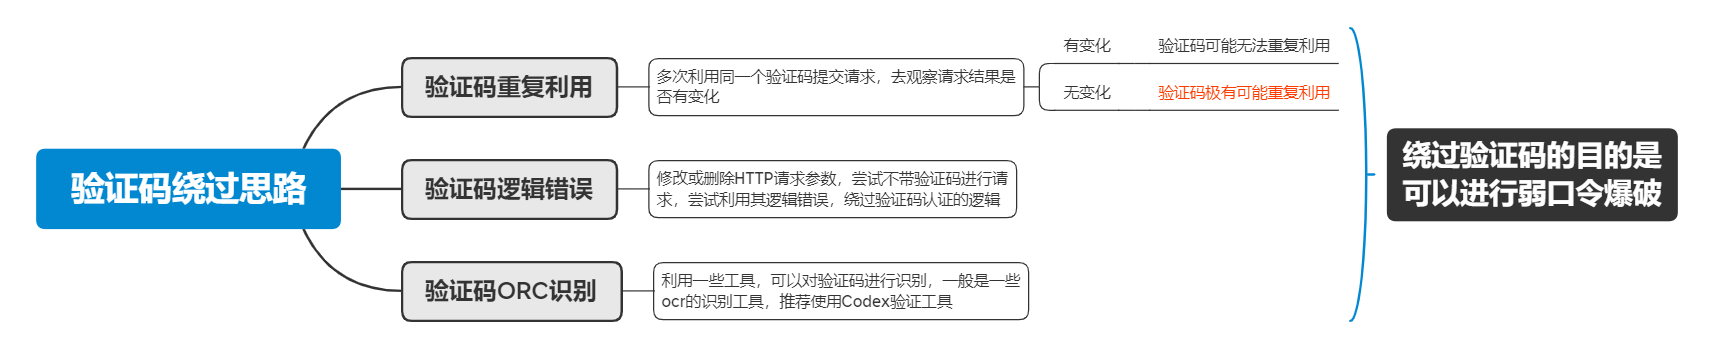 验证码绕过思路
验证码重复利用
多次利用同一个验证码提交请求，去观察请求结果是
否有变化
有变化
验证码可能无法重复利用
无变化
验证码极有可能重复利用
验证码逻辑错误
修改或删除HTTP请求参数，尝试不带验证码进行请
求，尝试利用其逻辑错误，绕过验证码认证的逻辑
验证码ORC识别
利用一些工具，可以对验证码进行识别，一般是一些
ocr的识别工具，推荐使用Codex验证工具
绕过验证码的目的是
可以进行弱口令爆破